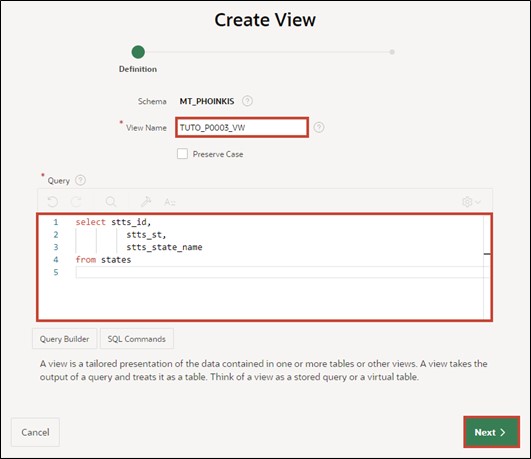 Create View
Definition
Schema MT_PHOINKIS ?
* View Name TUTO_P0003_VW ?
Preserve Case
* Query ?
A=
1 select stts_id,
2 stts_st,
3 stts_state_name
4 from states
5
Query Builder SQL Commands
A view is a tailored presentation of the data contained in one or more tables or other views. A view takes the
output of a query and treats it as a table. Think of a view as a stored query or a virtual table.
Cancel Next >